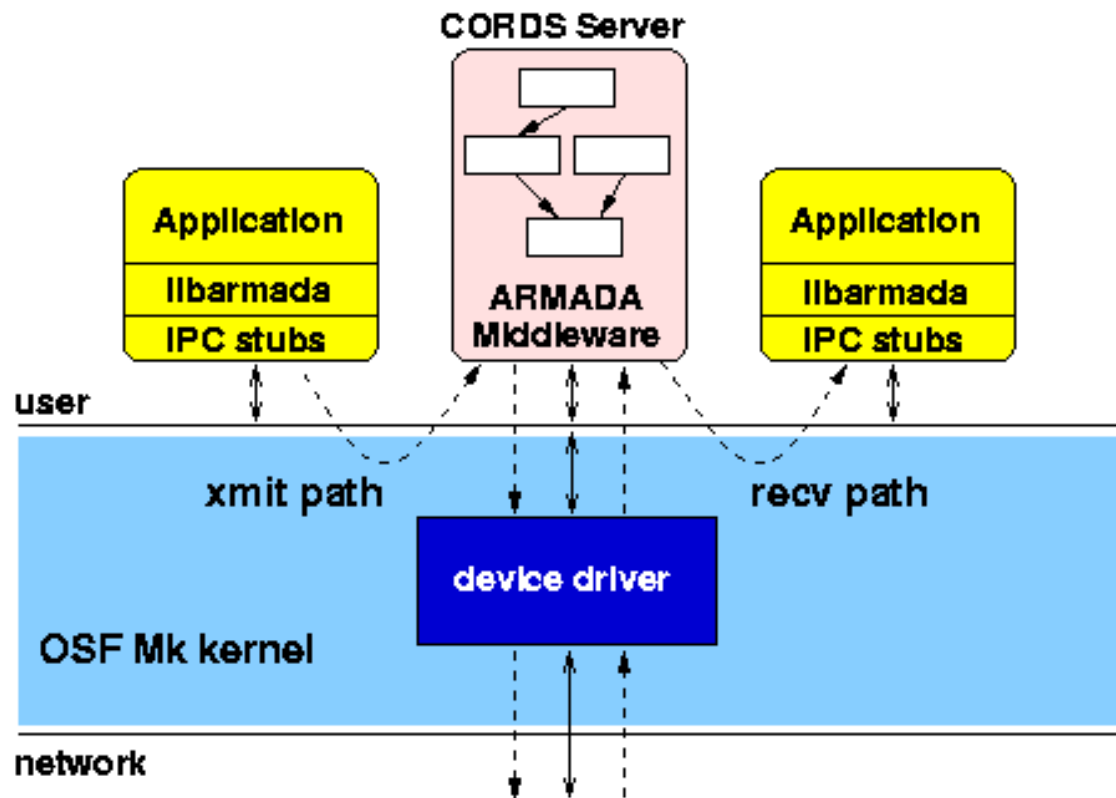 CORDS Server
Application
libarmada
IPC stubs
ARMADA
Middleware
Application
libarmada
IPC stubs
user
xmit path
recv path
device driver
OSF Mk kernel
network